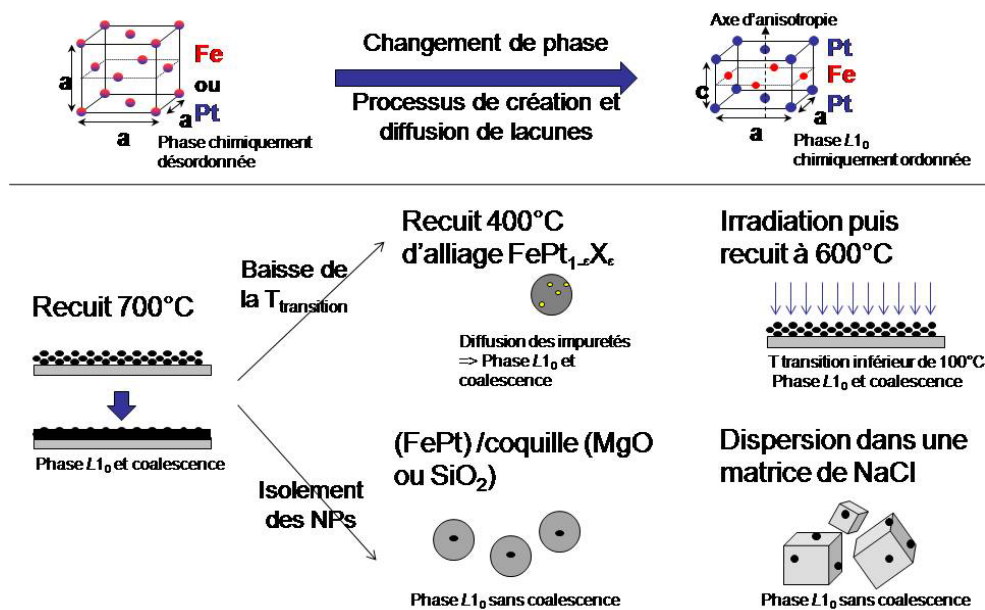 a
a
a
Fe
ou
Pt
Phase chimiquement
désordonnée
Changement de phase
Processus de création et
diffusion de lacunes
Axe d'anisotropie
Pt
Fe
Pt
c
a
a
Phase L1₀
chimiquement ordonnée
Recuit 700°C
Phase L1₀ et coalescence
Baisse de
la T_transition
Recuit 400°C
d'alliage FePt₁₋εXε
Diffusion des impuretés
⇒ Phase L1₀ et
coalescence
Irradiation puis
recuit à 600°C
T transition inférieur de 100°C
Phase L1₀ et coalescence
Isolement
des NPs
(FePt) /coquille (MgO
ou SiO₂)
Phase L1₀ sans coalescence
Dispersion dans une
matrice de NaCl
Phase L1₀ sans coalescence